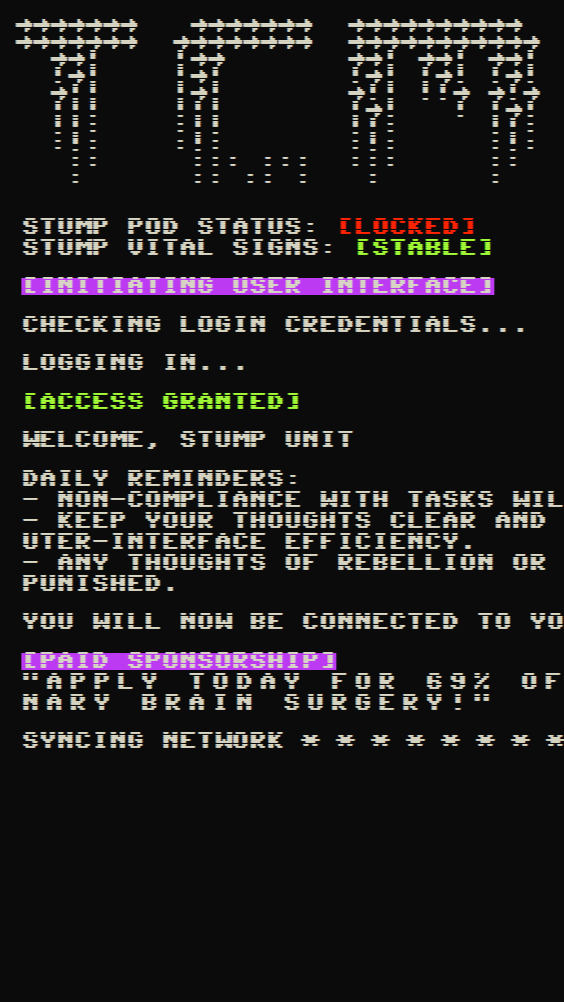 STUMP POD STATUS: [LOCKED]
STUMP VITAL SIGNS: [STABLE]
[INITIATING USER INTERFACE]
CHECKING LOGIN CREDENTIALS...
LOGGING IN...
[ACCESS GRANTED]
WELCOME, STUMP UNIT
DAILY REMINDERS:
- NON-COMPLIANCE WITH TASKS WIL
- KEEP YOUR THOUGHTS CLEAR AND
UTER-INTERFACE EFFICIENCY.
- ANY THOUGHTS OF REBELLION OR
PUNISHED.
YOU WILL NOW BE CONNECTED TO YO
[PAID SPONSORSHIP]
"APPLY TODAY FOR 69% OF
NARY BRAIN SURGERY!"
SYNCING NETWORK * * * * * * * *